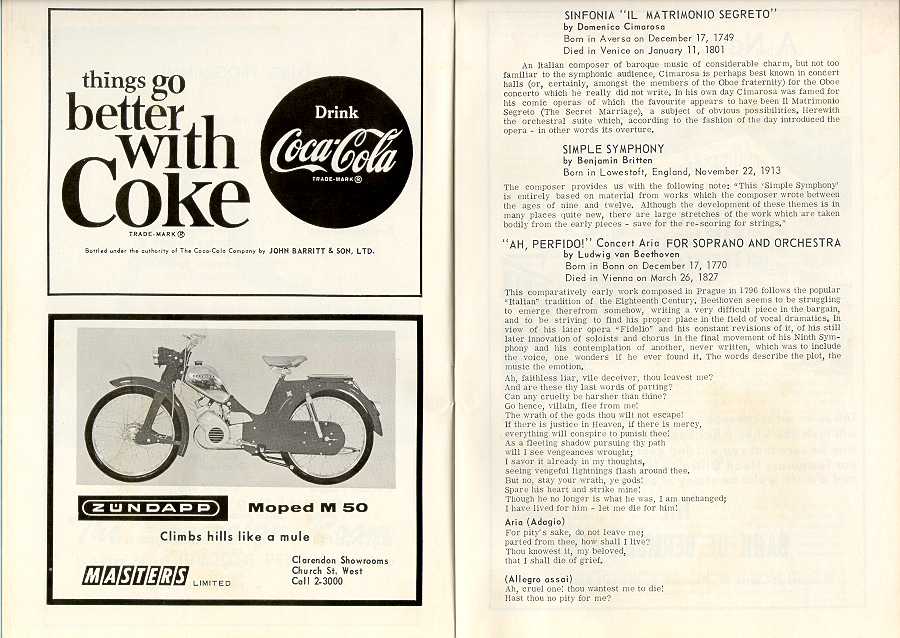 things go
better
with
Coke
TRADE-MARK ®
Drink
Coca-Cola
TRADE-MARK ®
Bottled under the authority of The Coca-Cola Company by JOHN BARRITT & SON, LTD.
ZÜNDAPP Moped M 50
Climbs hills like a mule
MASTERS LIMITED
Clarendon Showrooms
Church St. West
Call 2-3000
SINFONIA "IL MATRIMONIO SEGRETO"
by Domenico Cimarosa
Born in Aversa on December 17, 1749
Died in Venice on January 11, 1801
An Italian composer of baroque music of considerable charm, but not too
familiar to the symphonic audience, Cimarosa is perhaps best known in concert
halls (or, certainly, amongst the members of the Oboe fraternity) for the Oboe
concerto which he really did not write. In his own day Cimarosa was famed for
his comic operas of which the favourite appears to have been Il Matrimonio
Segreto (The Secret Marriage), a subject of obvious possibilities. Herewith
the orchestral suite which, according to the fashion of the day introduced the
opera - in other words its overture.
SIMPLE SYMPHONY
by Benjamin Britten
Born in Lowestoft, England, November 22, 1913
The composer provides us with the following note: "This 'Simple Symphony'
is entirely based on material from works which the composer wrote between
the ages of nine and twelve. Although the development of these themes is in
many places quite new, there are large stretches of the work which are taken
bodily from the early pieces - save for the re-scoring for strings."
"AH, PERFIDO!" Concert Aria FOR SOPRANO AND ORCHESTRA
by Ludwig van Beethoven
Born in Bonn on December 17, 1770
Died in Vienna on March 26, 1827
This comparatively early work composed in Prague in 1796 follows the popular
"Italian" tradition of the Eighteenth Century. Beethoven seems to be struggling
to emerge therefrom somehow, writing a very difficult piece in the bargain,
and to be striving to find his proper place in the field of vocal dramatics. In
view of his later opera "Fidelio" and his constant revisions of it, of his still
later innovation of soloists and chorus in the final movement of his Ninth Sym-
phony and his contemplation of another, never written, which was to include
the voice, one wonders if he ever found it. The words describe the plot, the
music the emotion.
Ah, faithless liar, vile deceiver, thou leavest me?
And are these thy last words of parting?
Can any cruelty be harsher than thine?
Go hence, villain, flee from me!
The wrath of the gods thou wilt not escape!
If there is justice in Heaven, if there is mercy,
everything will conspire to punish thee!
As a fleeting shadow pursuing thy path
will I see vengeances wrought;
I savor it already in my thoughts,
seeing vengeful lightnings flash around thee.
But no, stay your wrath, ye gods!
Spare his heart and strike mine!
Though he no longer is what he was, I am unchanged;
I have lived for him - let me die for him!
Aria (Adagio)
For pity's sake, do not leave me;
parted from thee, how shall I live?
Thou knowest it, my beloved,
that I shall die of grief.
(Allegro assai)
Ah, cruel one! thou wantest me to die!
Hast thou no pity for me?